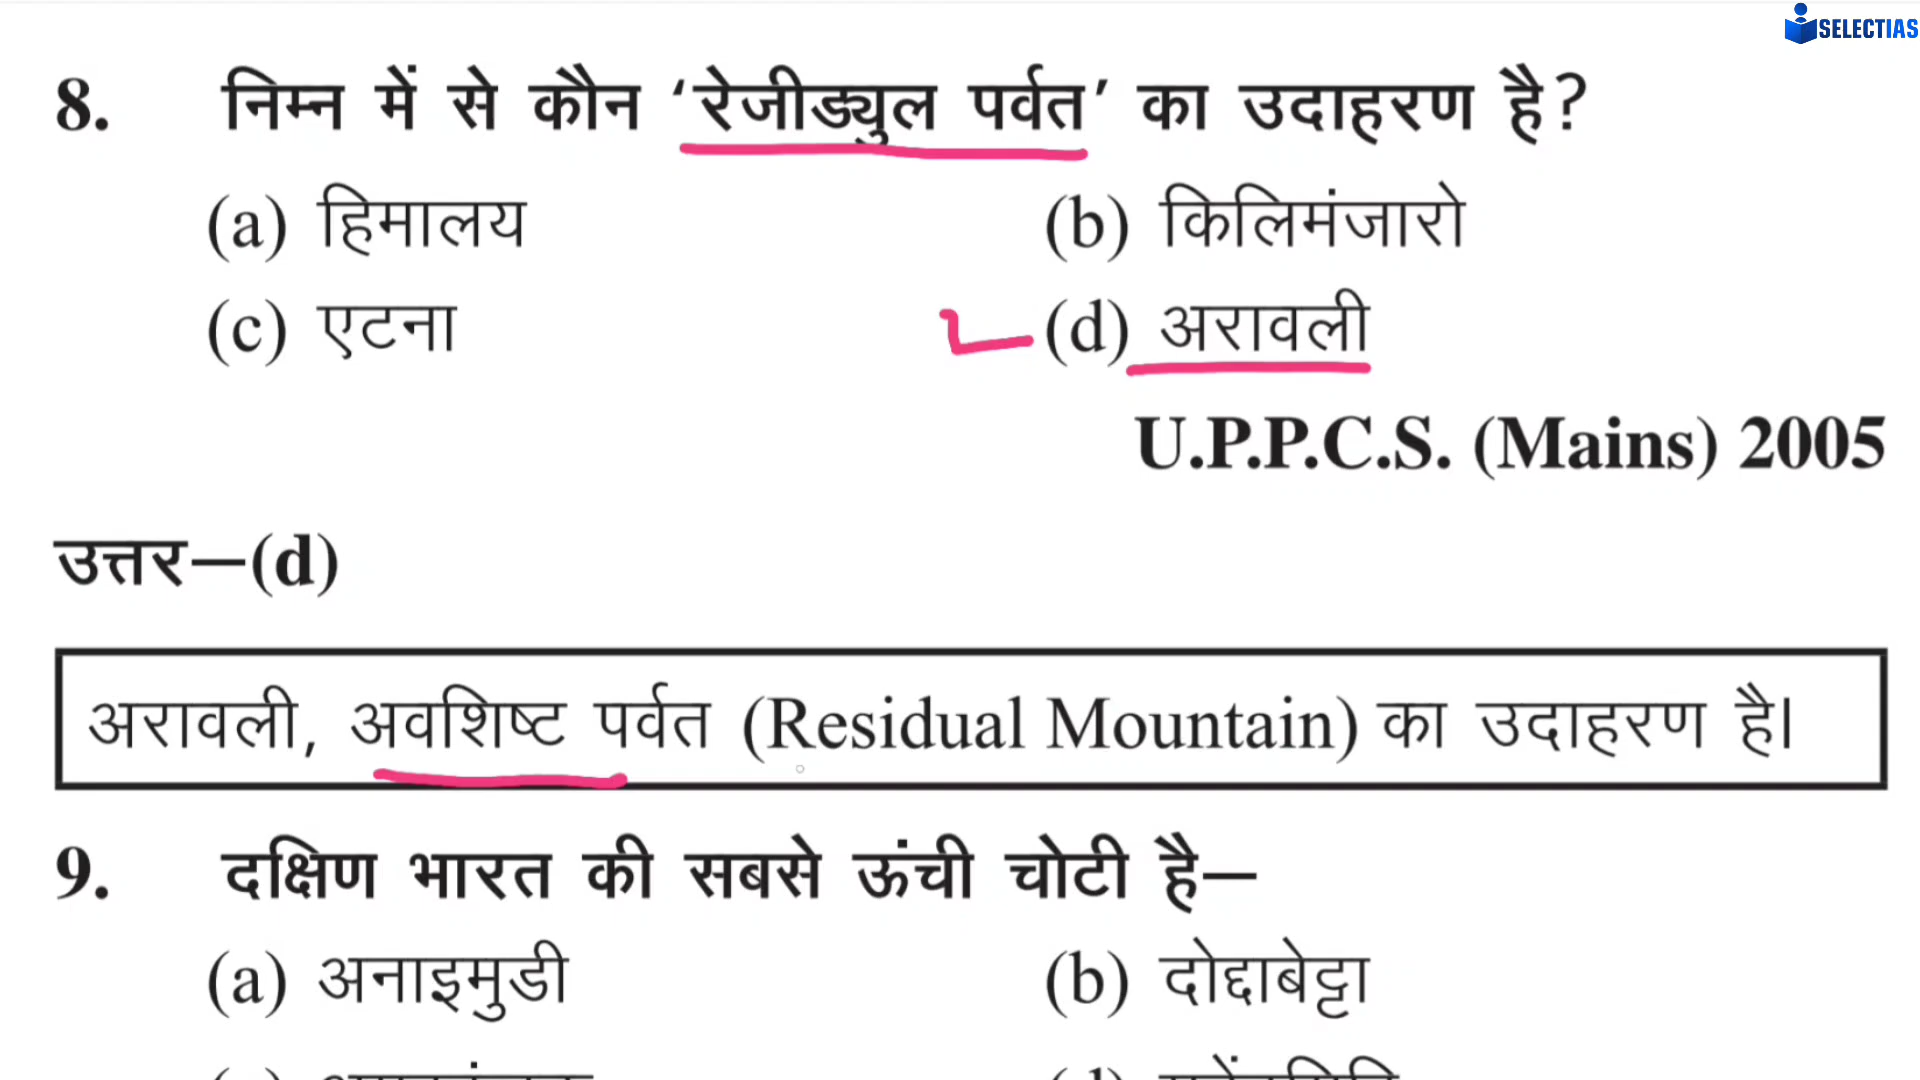 SELECTIAS
8. निम्न में से कौन ‘रेजीड्युल पर्वत’ का उदाहरण है?
(a) हिमालय (b) किलिमंजारो
(c) एटना (d) अरावली
U.P.P.C.S. (Mains) 2005
उत्तर—(d)
अरावली, अवशिष्ट पर्वत (Residual Mountain) का उदाहरण है।
9. दक्षिण भारत की सबसे ऊंची चोटी है—
(a) अनाइमुडी (b) दोद्दाबेट्टा